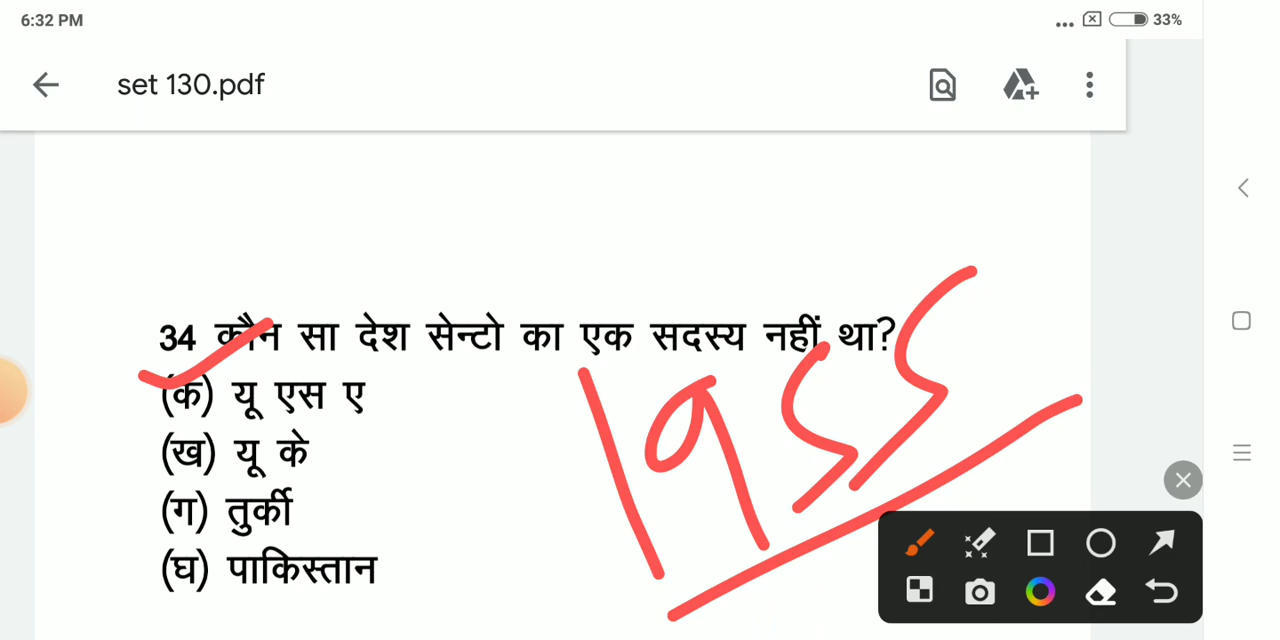 6:32 PM
33%
set 130.pdf
34 कौन सा देश सेन्टो का एक सदस्य नहीं था?
(क) यू एस ए
(ख) यू के
(ग) तुर्की
(घ) पाकिस्तान
1955